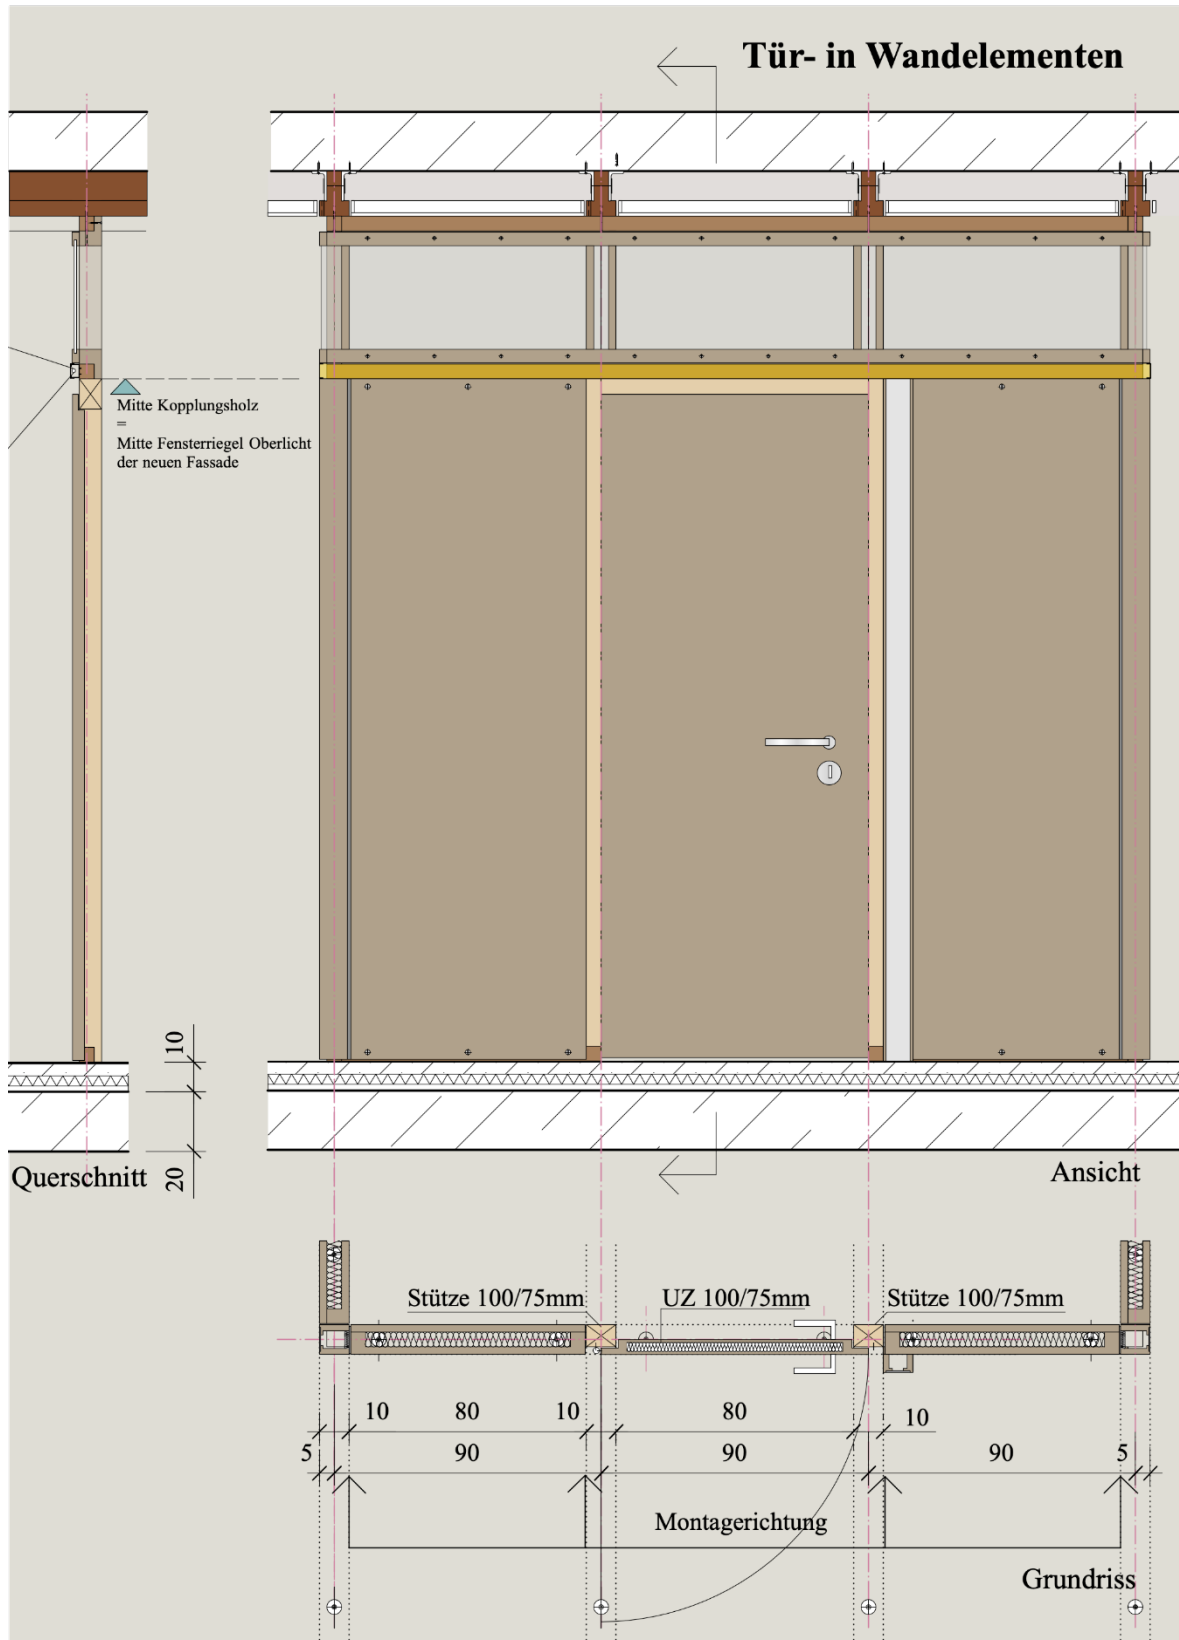 Tür- in Wandelementen
Mitte Kopplungsholz
=
Mitte Fensterriegel Oberlicht
der neuen Fassade
10
20
Querschnitt
Ansicht
Stütze 100/75mm
UZ 100/75mm
Stütze 100/75mm
10 80 10 80 10
5 90 90 90 5
Montagerichtung
Grundriss